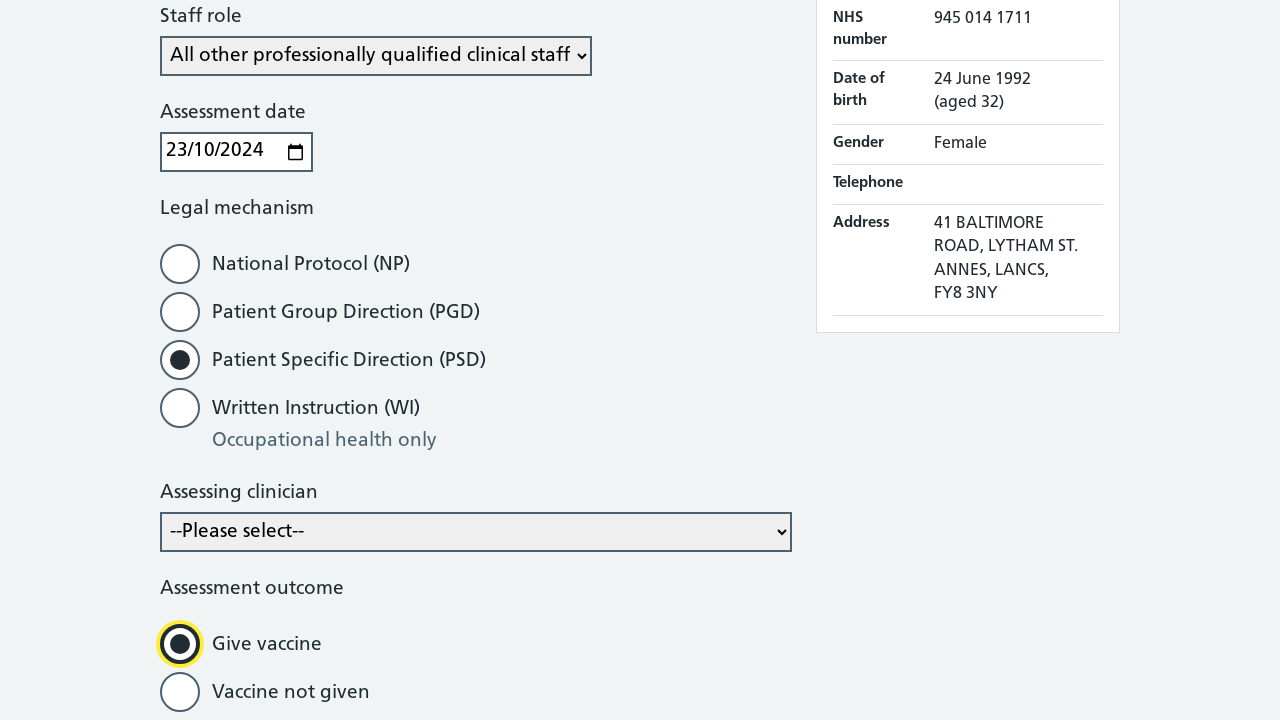 Staff role
All other professionally qualified clinical staff
Assessment date
23/10/2024
Legal mechanism
National Protocol (NP)
Patient Group Direction (PGD)
Patient Specific Direction (PSD)
Written Instruction (WI)
Occupational health only
Assessing clinician
--Please select--
Assessment outcome
Give vaccine
Vaccine not given
NHS
number
945 014 1711
Date of
birth
24 June 1992
(aged 32)
Gender
Female
Telephone
Address
41 BALTIMORE
ROAD, LYTHAM ST.
ANNES, LANCS,
FY8 3NY